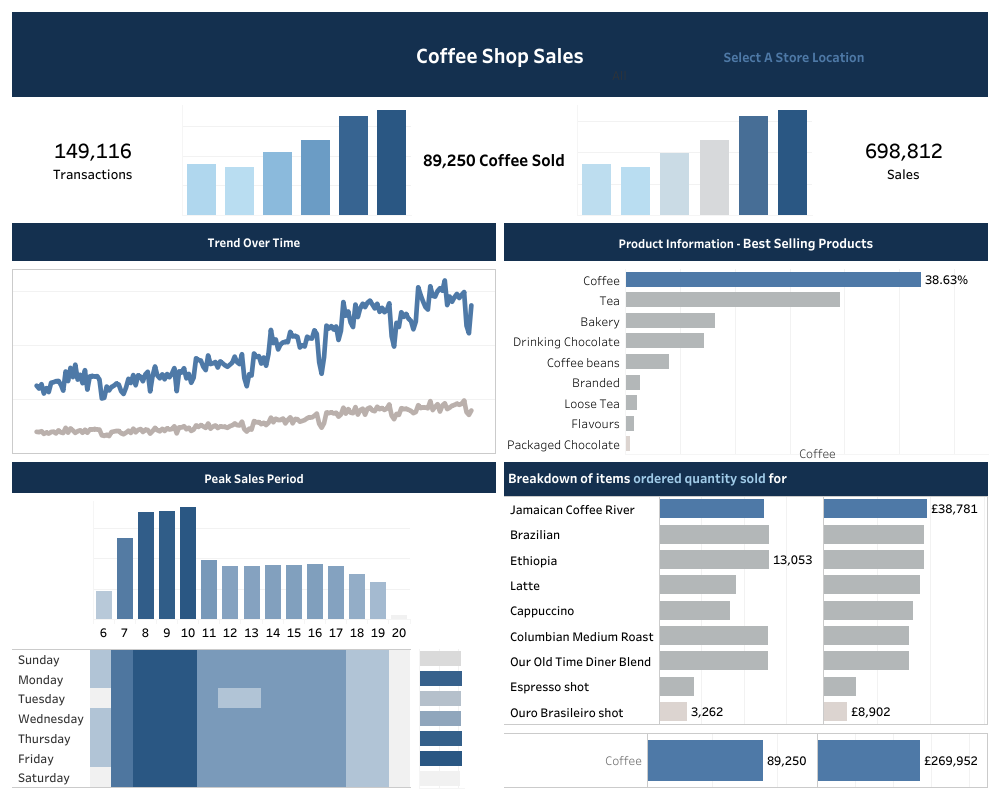 Coffee Shop Sales
Select A Store Location
All
149,116
Transactions
89,250 Coffee Sold
698,812
Sales
Trend Over Time
Product Information - Best Selling Products
Coffee 38.63%
Tea
Bakery
Drinking Chocolate
Coffee beans
Branded
Loose Tea
Flavours
Packaged Chocolate
Coffee
Peak Sales Period
6 7 8 9 10 11 12 13 14 15 16 17 18 19 20
Sunday
Monday
Tuesday
Wednesday
Thursday
Friday
Saturday
Breakdown of items ordered quantity sold for
Jamaican Coffee River £38,781
Brazilian
Ethiopia 13,053
Latte
Cappuccino
Columbian Medium Roast
Our Old Time Diner Blend
Espresso shot
Ouro Brasileiro shot 3,262 £8,902
Coffee 89,250 £269,952